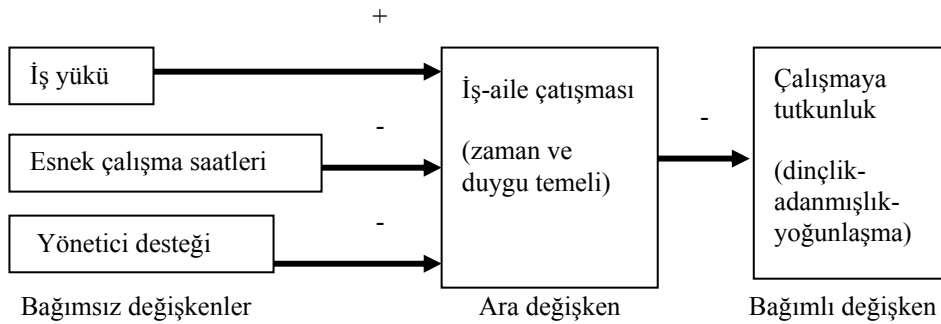 +
İş yükü
-
Esnek çalışma saatleri
-
Yönetici desteği
Bağımsız değişkenler
İş-aile çatışması
(zaman ve
duygu temeli)
Ara değişken
-
Çalışmaya
tutkunluk
(dinçlik-
adanmışlık-
yoğunlaşma)
Bağımlı değişken